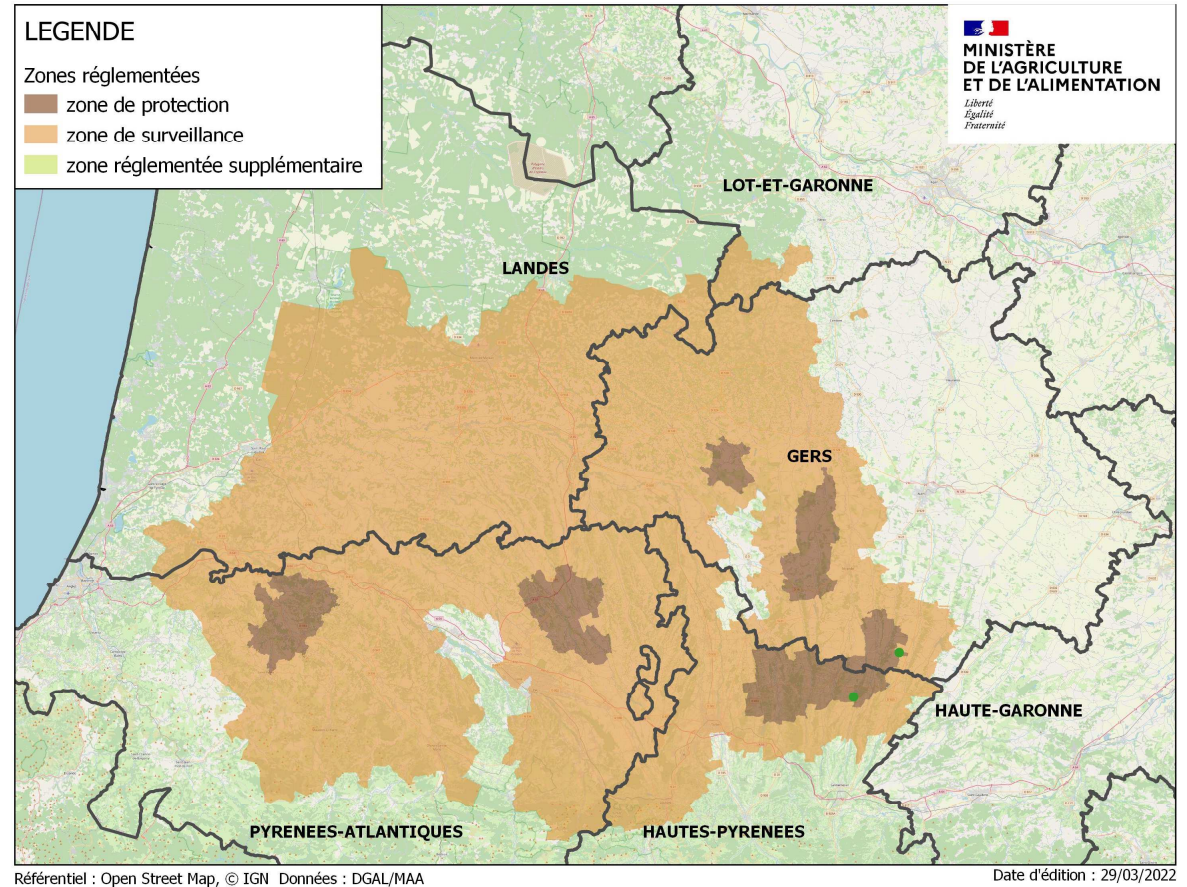 LEGENDE
Zones réglementées
zone de protection
zone de surveillance
zone réglementée supplémentaire
MINISTÈRE
DE L'AGRICULTURE
ET DE L'ALIMENTATION
Liberté
Égalité
Fraternité
LOT-ET-GARONNE
LANDES
GERS
HAUTE-GARONNE
PYRENEES-ATLANTIQUES
HAUTES-PYRENEES
Référentiel : Open Street Map, © IGN Données : DGAL/MAA
Date d'édition : 29/03/2022